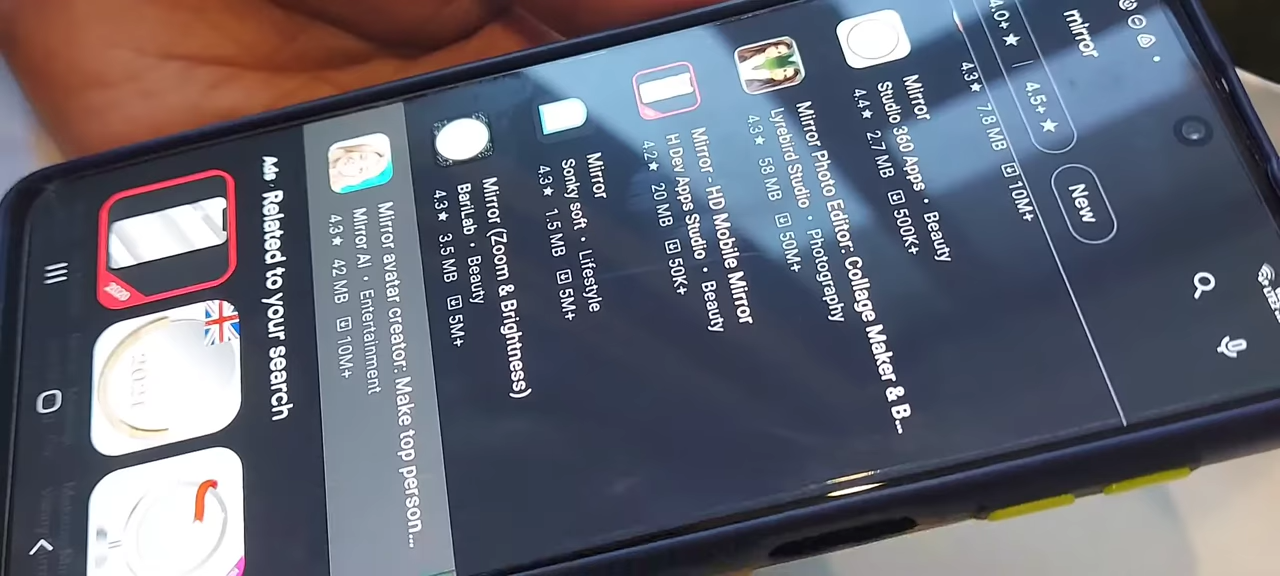 mirror
4.0+ ★
4.5+ ★
New
4.3★ 7.8 MB 10M+
Mirror
Studio 360 Apps • Beauty
4.4★ 2.7 MB 500K+
Mirror Photo Editor: Collage Maker & B...
Lyrebird Studio • Photography
4.3★ 58 MB 50M+
Mirror - HD Mobile Mirror
H Dev Apps Studio • Beauty
4.2★ 20 MB 50K+
Mirror
Sonky soft • Lifestyle
4.3★ 1.5 MB 5M+
Mirror (Zoom & Brightness)
BariLab • Beauty
4.3★ 3.5 MB 5M+
Mirror avatar creator: Make top person...
Mirror AI • Entertainment
4.3★ 42 MB 10M+
Ads · Related to your search
2020
2021